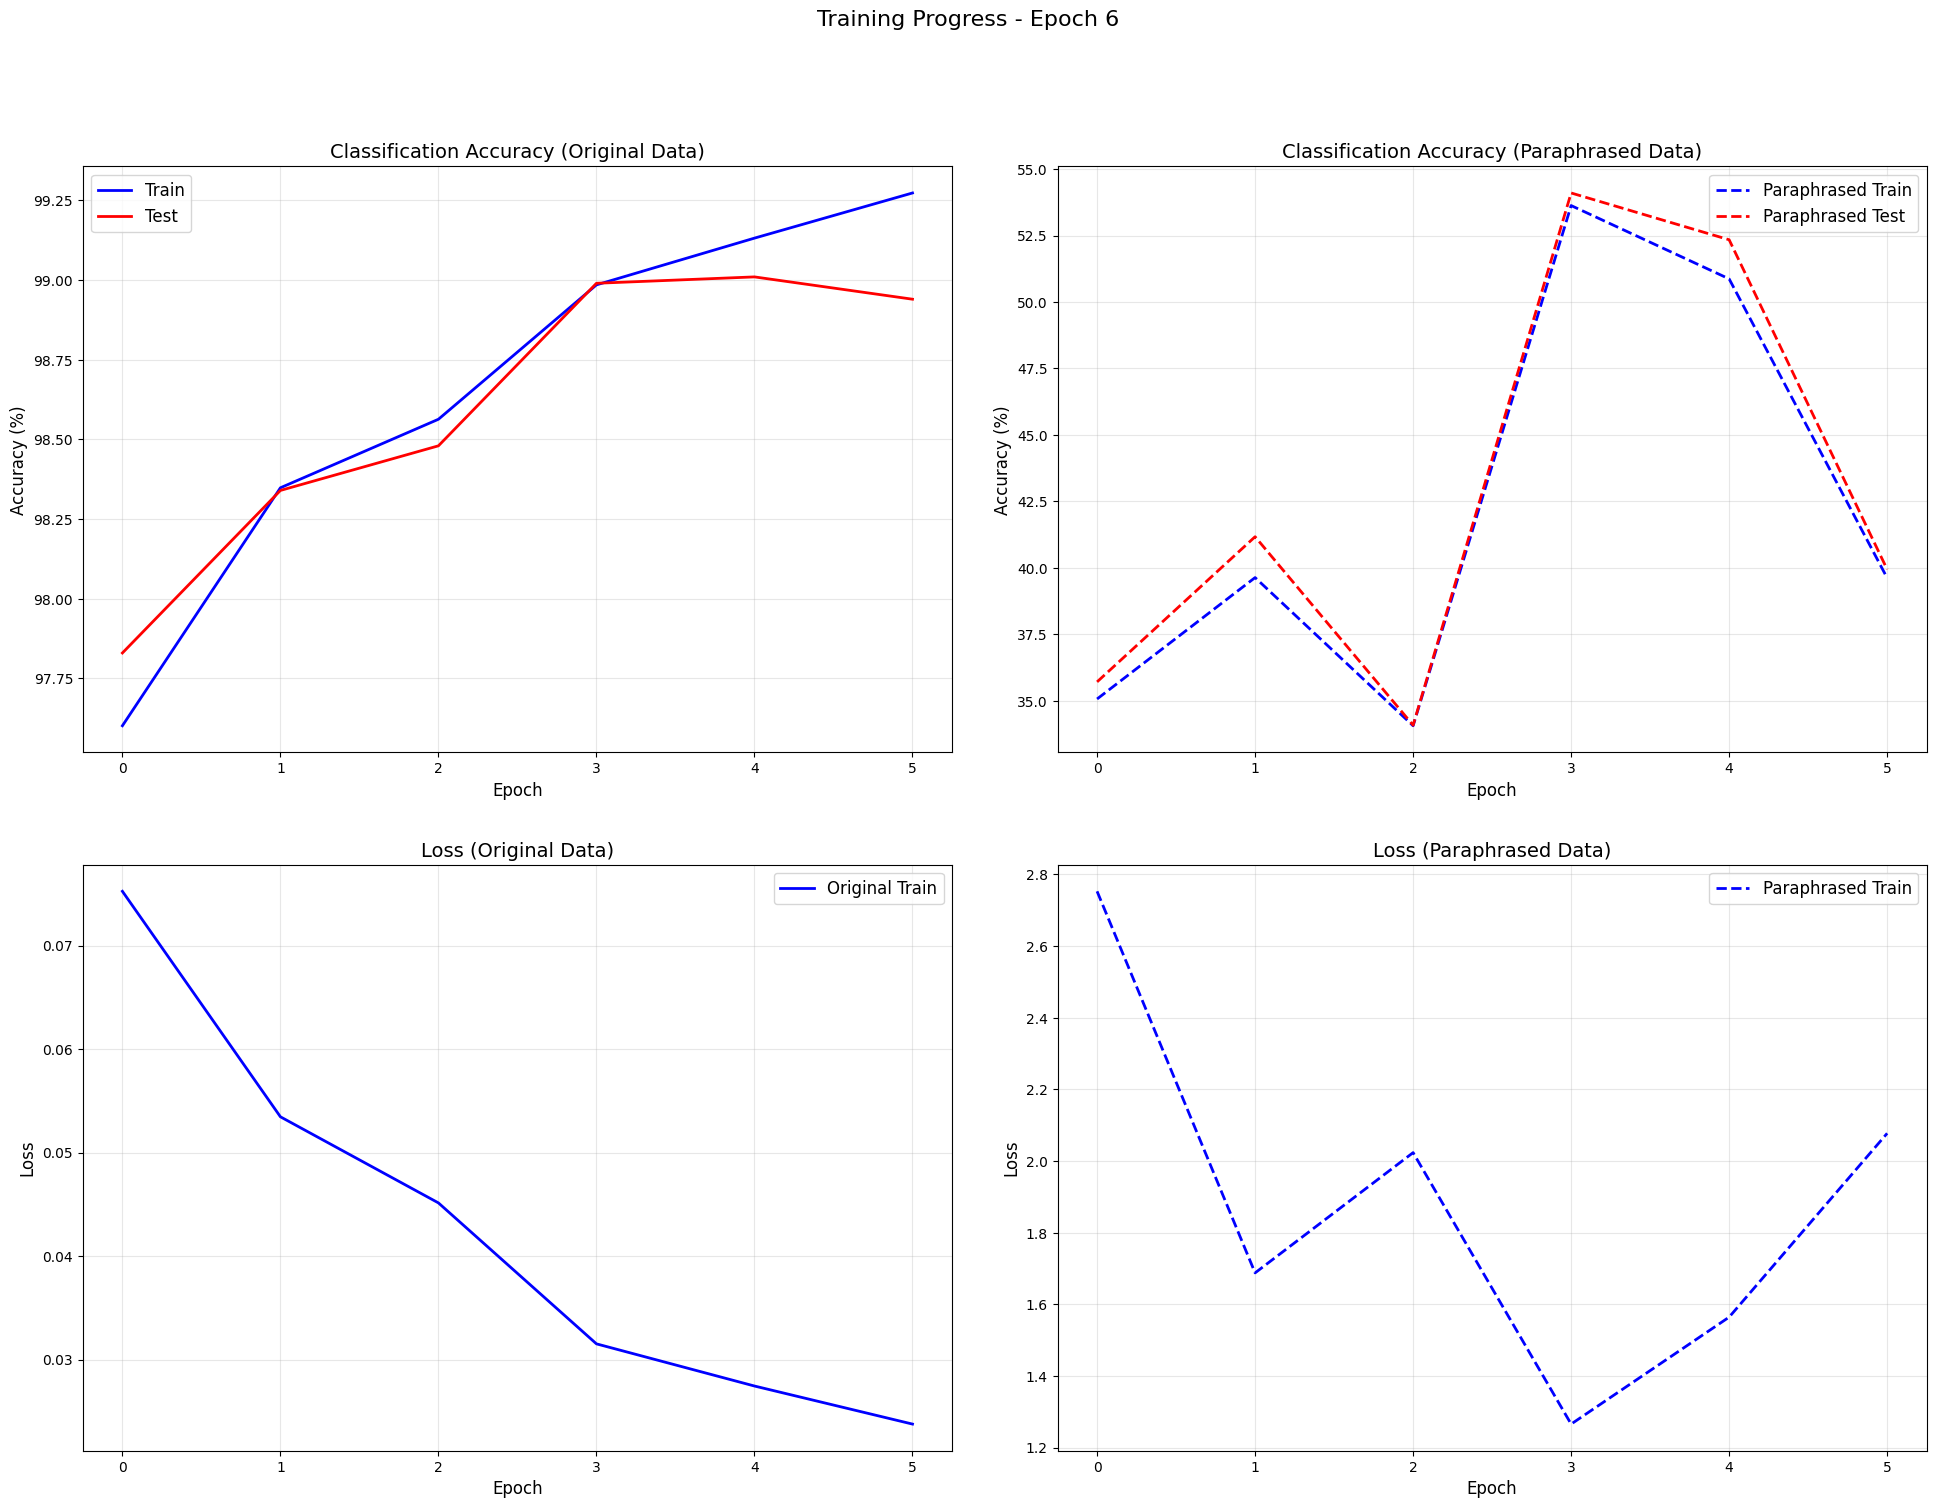 Training Progress - Epoch 6
Classification Accuracy (Original Data)
Train
Test
Accuracy (%)
99.25
99.00
98.75
98.50
98.25
98.00
97.75
0 1 2 3 4 5
Epoch
Classification Accuracy (Paraphrased Data)
Paraphrased Train
Paraphrased Test
Accuracy (%)
55.0
52.5
50.0
47.5
45.0
42.5
40.0
37.5
35.0
0 1 2 3 4 5
Epoch
Loss (Original Data)
Original Train
Loss
0.07
0.06
0.05
0.04
0.03
0 1 2 3 4 5
Epoch
Loss (Paraphrased Data)
Paraphrased Train
Loss
2.8
2.6
2.4
2.2
2.0
1.8
1.6
1.4
1.2
0 1 2 3 4 5
Epoch